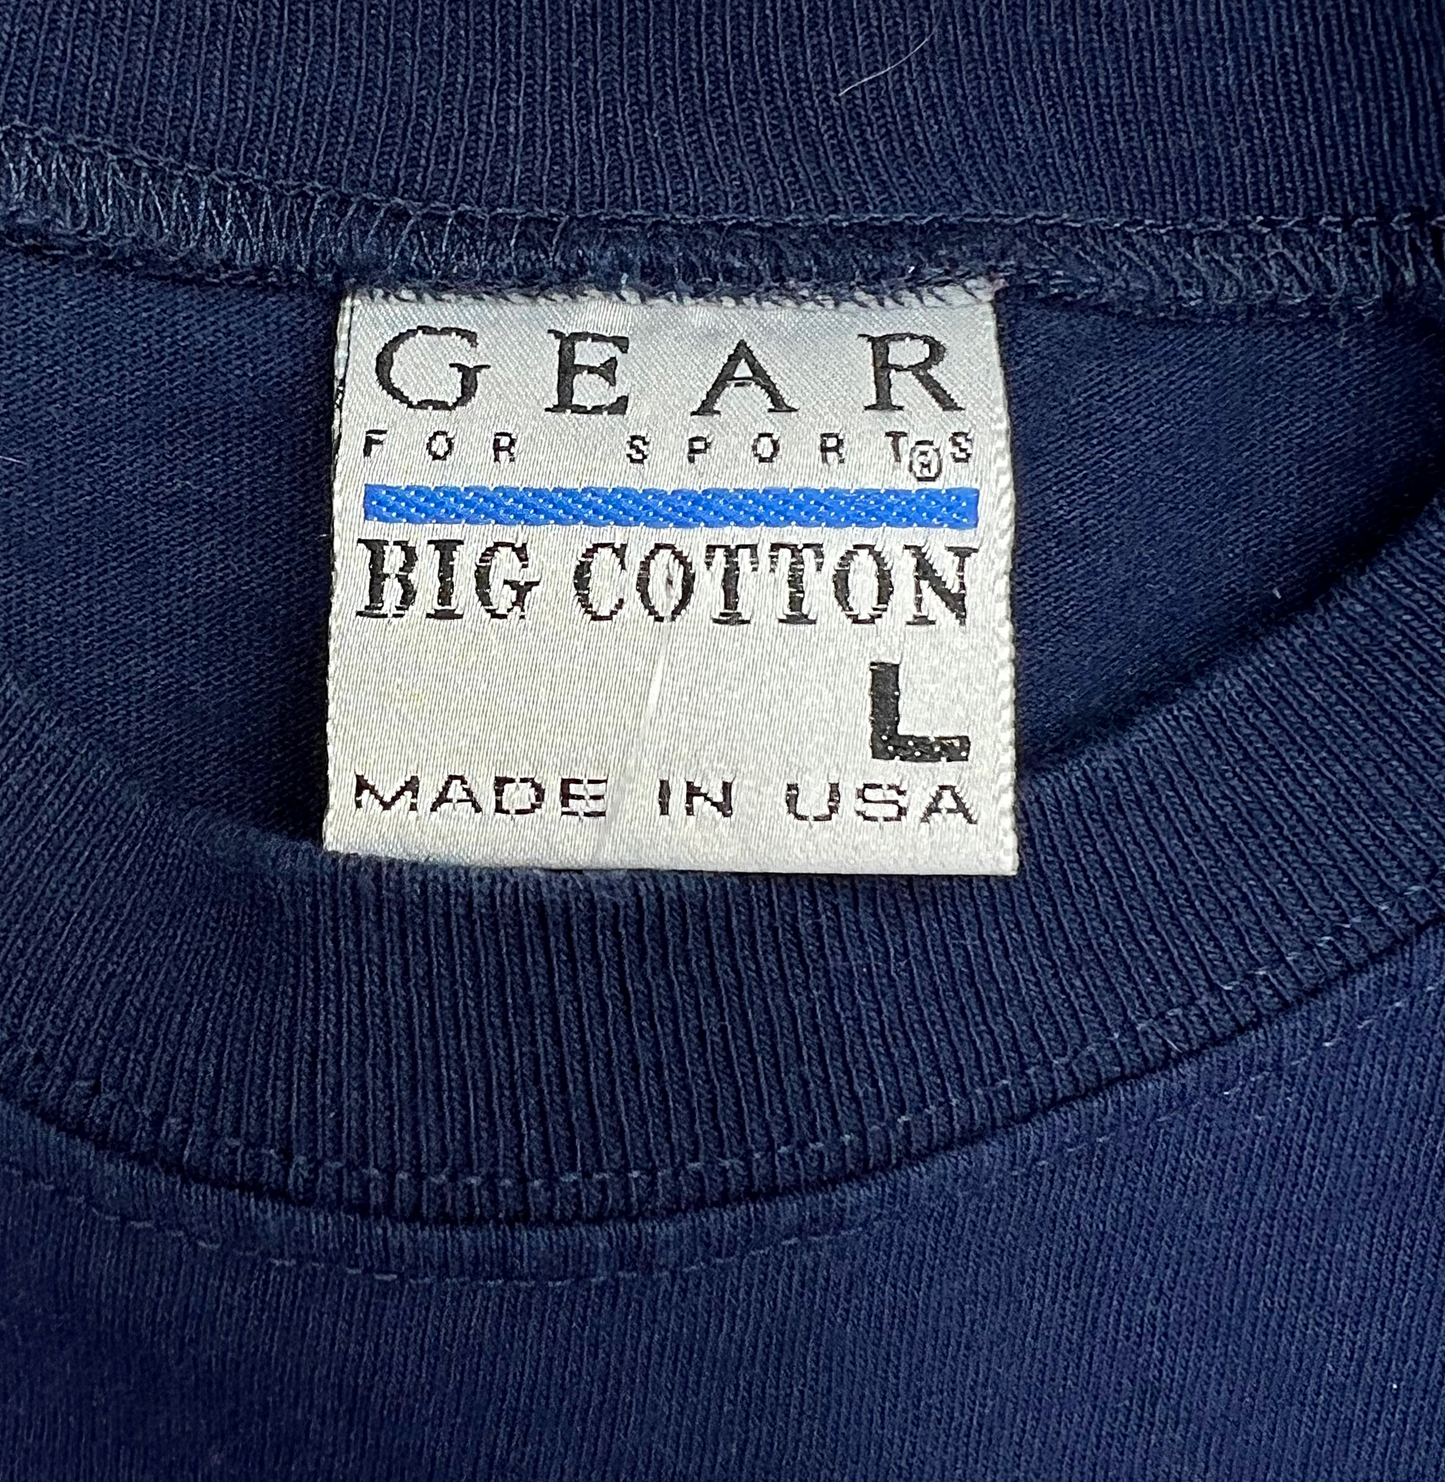 GEAR
FOR SPORTS®
BIG COTTON
L
MADE IN USA